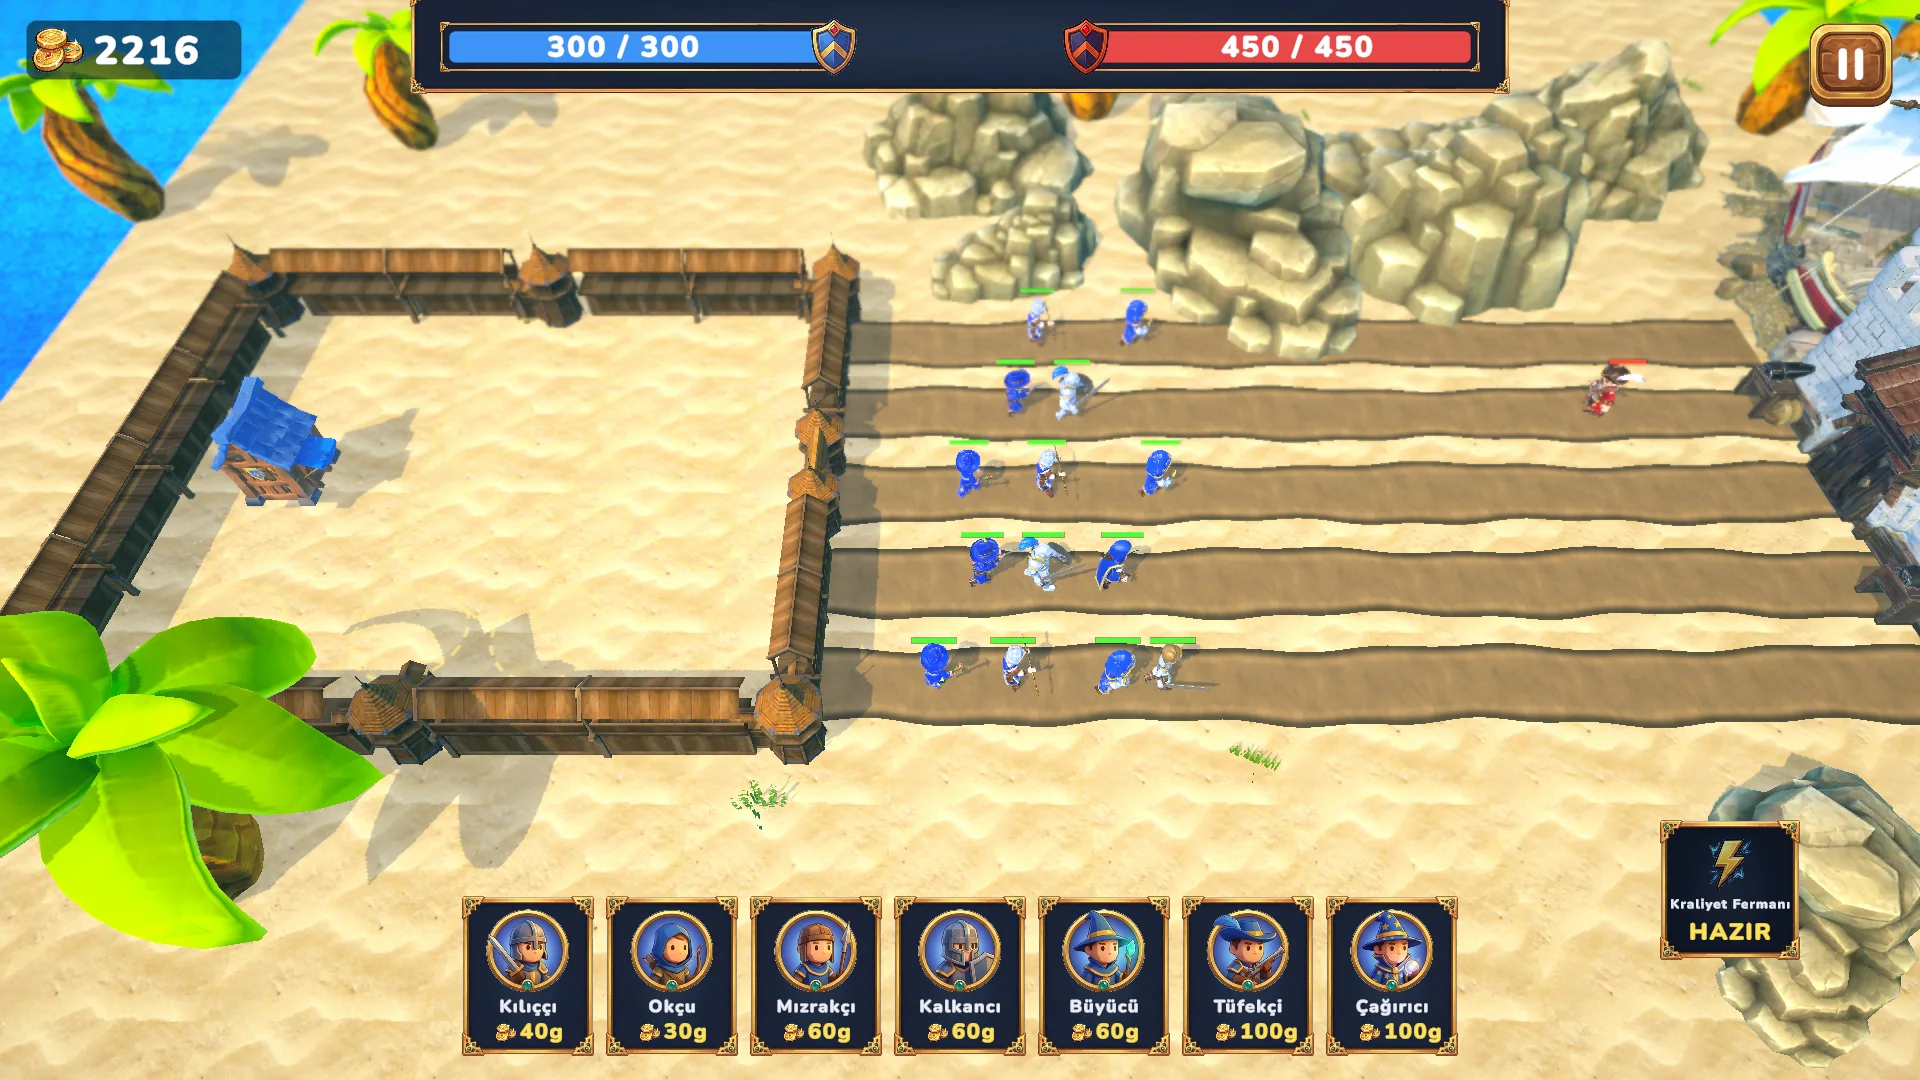 2216
300 / 300
450 / 450
Kraliyet Fermanı
HAZIR
Kılıççı
40g
Okçu
30g
Mızrakçı
60g
Kalkancı
60g
Büyücü
60g
Tüfekçi
100g
Çağırıcı
100g